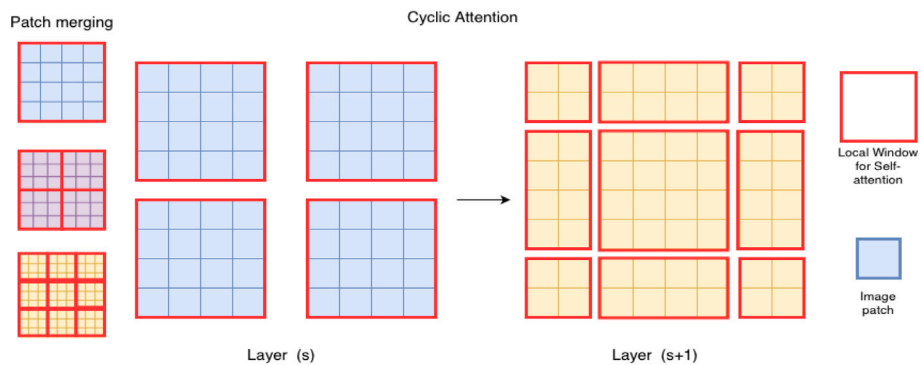 Cyclic Attention
Patch merging
Local Window
for Self-
attention
Image
patch
Layer (s)
Layer (s+1)